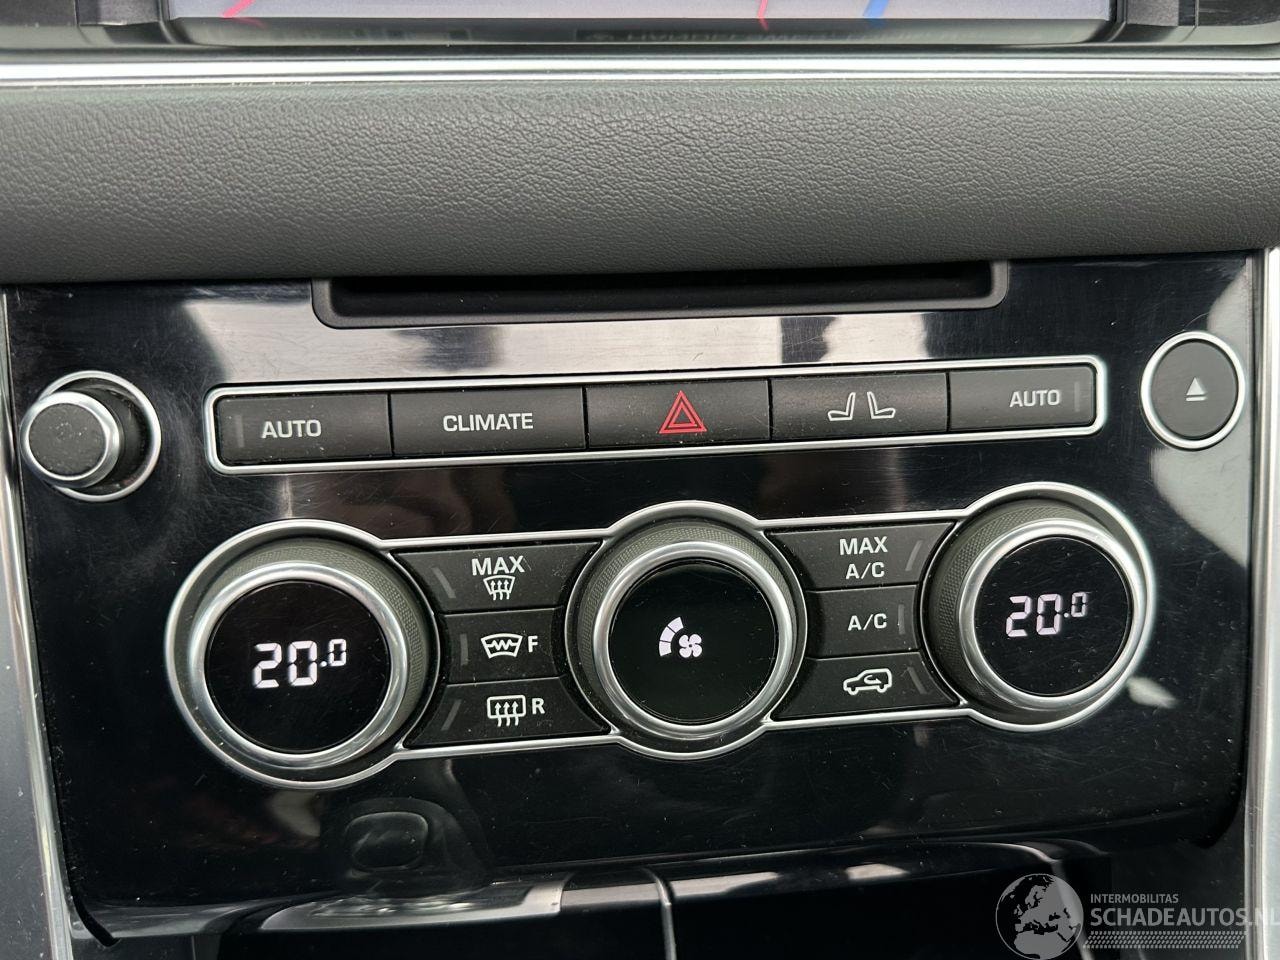 AUTO CLIMATE AUTO
MAX
F
R
20.0
MAX
A/C
A/C
20.0
INTERMOBILITAS
SCHADEAUTOS.NL